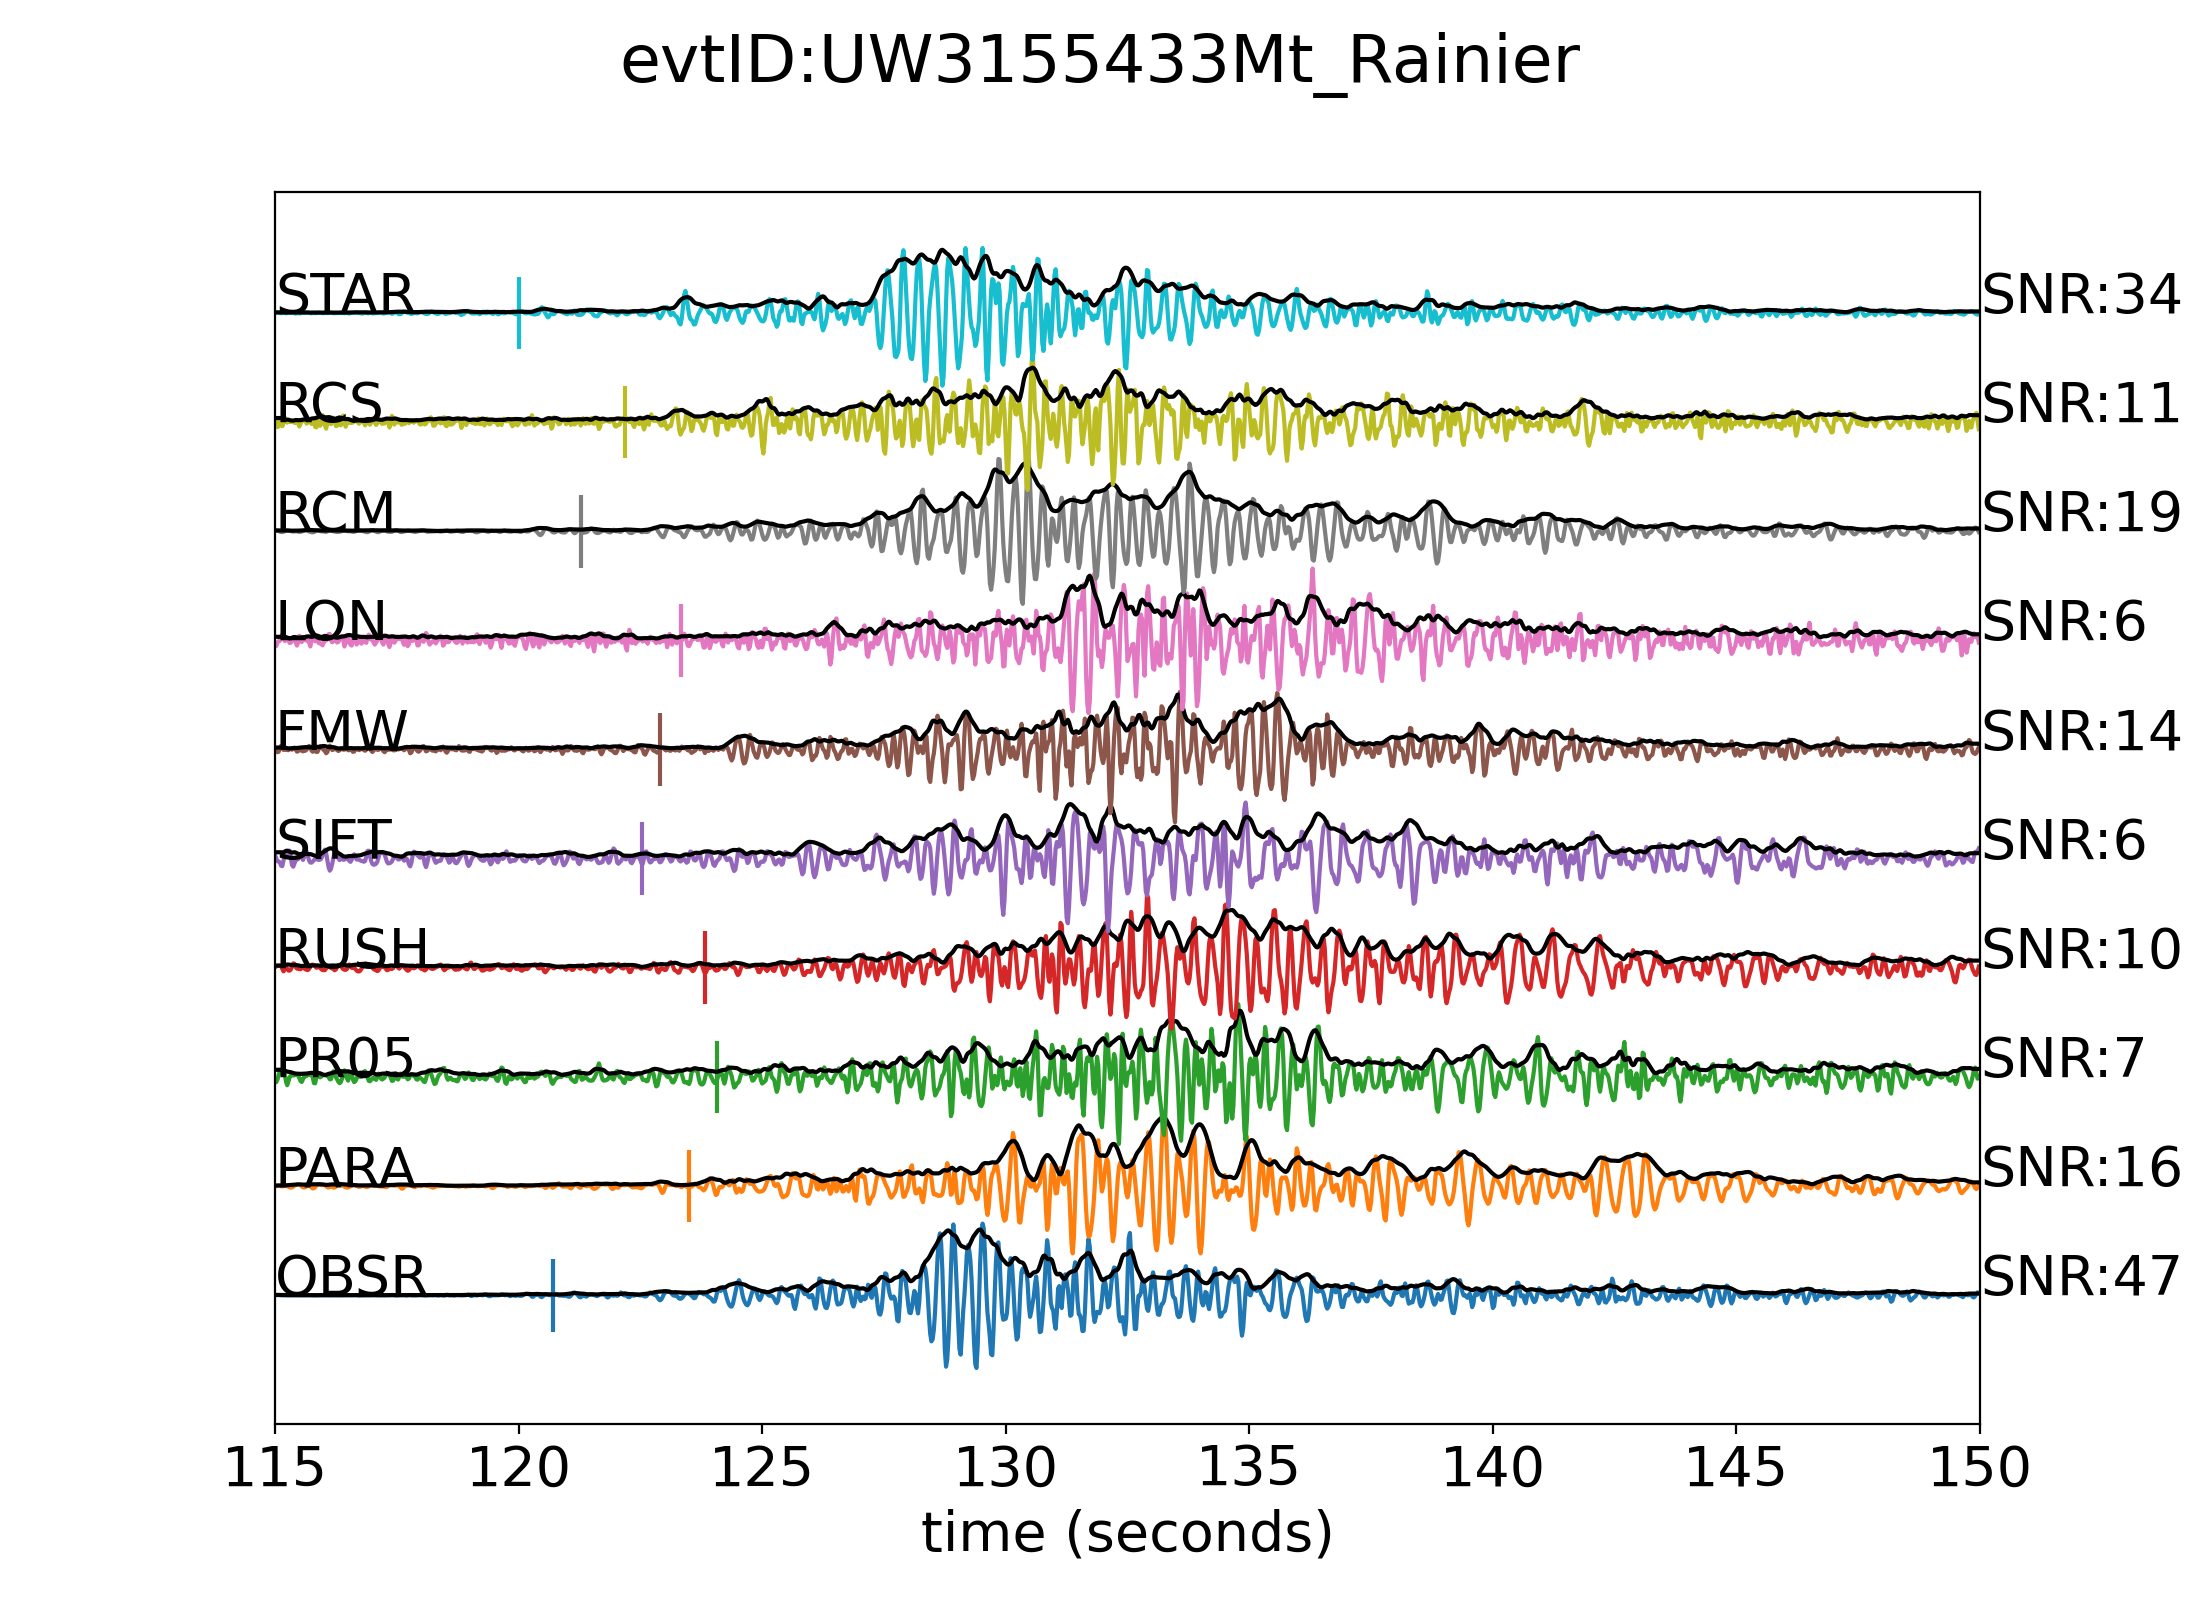 evtID:UW3155433Mt_Rainier
STAR SNR:34
RCS SNR:11
RCM SNR:19
LON SNR:6
FMW SNR:14
SIFT SNR:6
RUSH SNR:10
PR05 SNR:7
PARA SNR:16
OBSR SNR:47
115 120 125 130 135 140 145 150
time (seconds)